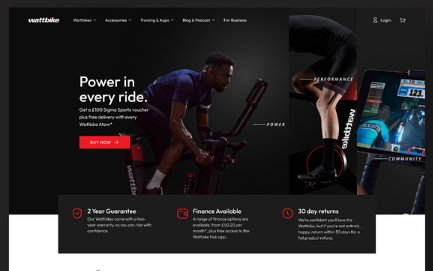 wattbike
Wattbikes Accessories Training & Apps Blog & Podcast For Business Login
Power in
every ride.
Get a £100 Sigma Sports voucher
plus free delivery with every
Wattbike Atom*
BUY NOW
POWER
PERFORMANCE
COMMUNITY
2 Year Guarantee
Our Wattbikes come with a two-
year warranty, so you can ride with
confidence.
Finance Available
A range of finance options are
available, from £10.20 per
month*, plus free access to the
Wattbike Hub app.
30 day returns
We're confident you'll love the
Wattbike, but if you're not entirely
happy, return within 30 days for a
full product refund.